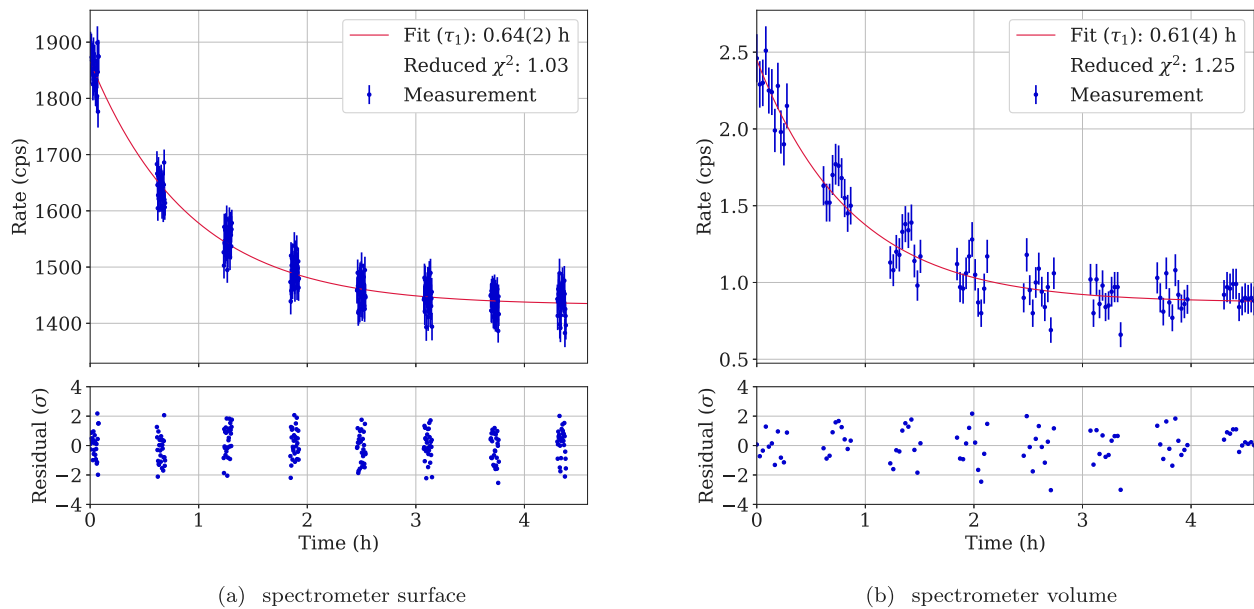 1900
1800
1700
1600
1500
1400
Rate (cps)
Fit (τ₁): 0.64(2) h
Reduced χ²: 1.03
Measurement
4
2
0
−2
−4
Residual (σ)
0 1 2 3 4
Time (h)
(a) spectrometer surface
2.5
2.0
1.5
1.0
0.5
Rate (cps)
Fit (τ₁): 0.61(4) h
Reduced χ²: 1.25
Measurement
4
2
0
−2
−4
Residual (σ)
0 1 2 3 4
Time (h)
(b) spectrometer volume